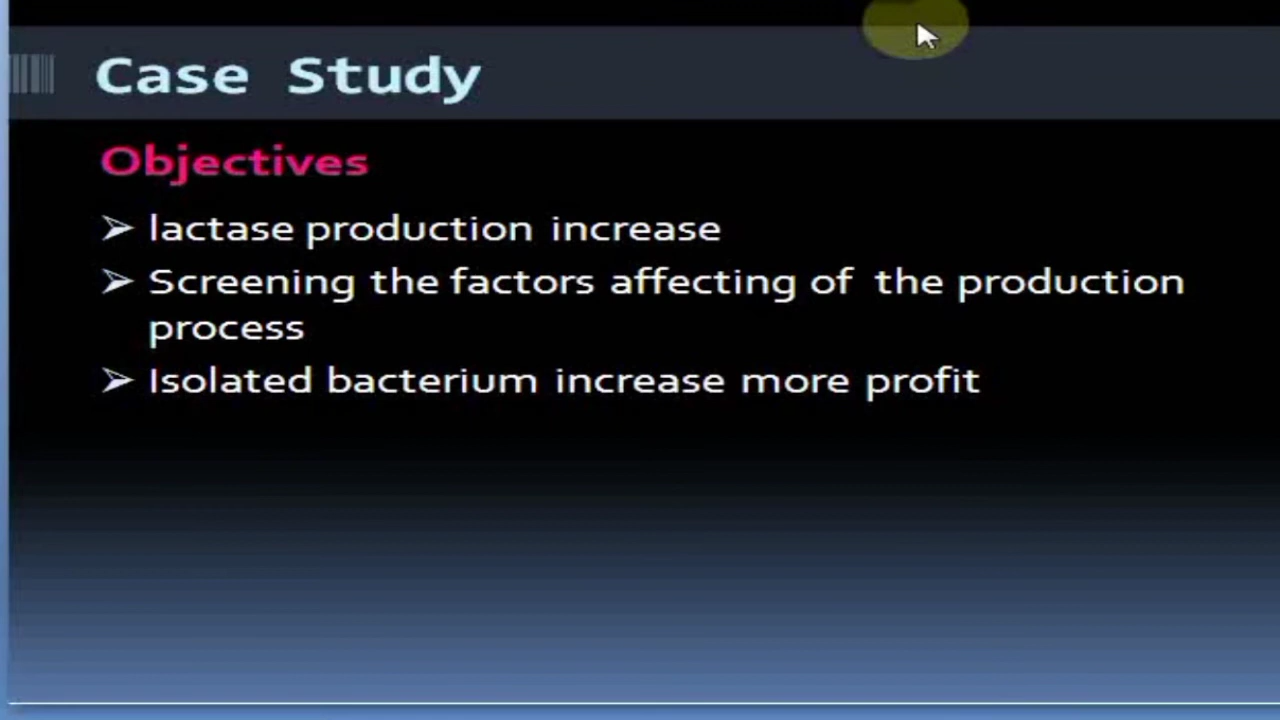 Case Study
Objectives
➢ lactase production increase
➢ Screening the factors affecting of the production
process
➢ Isolated bacterium increase more profit